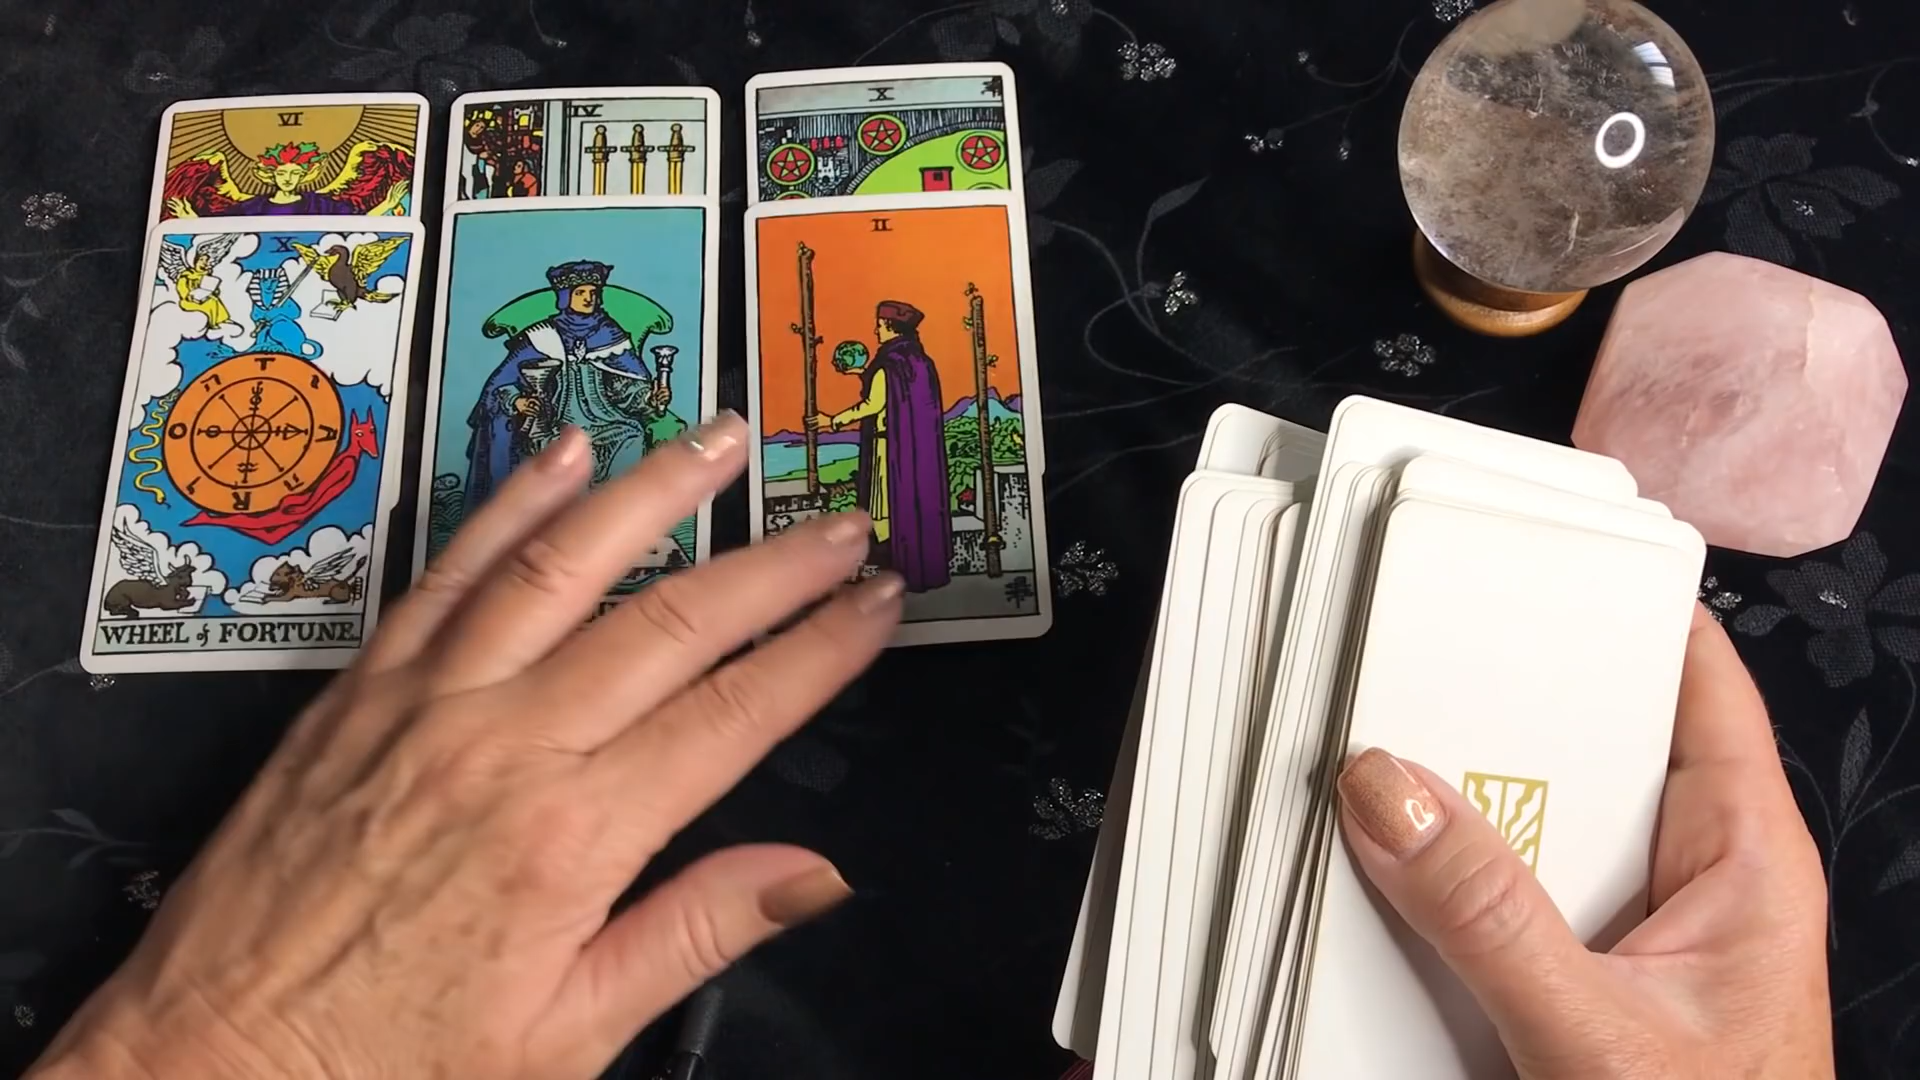 VI
IV
X
X
II
T
A
R
WHEEL of FORTUNE.